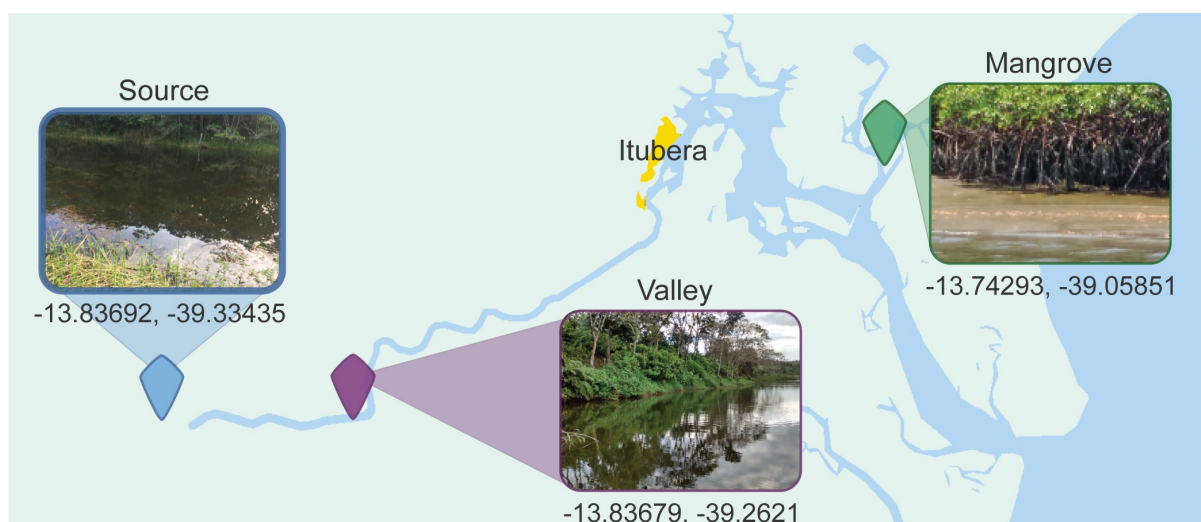 Source
-13.83692, -39.33435
Itubera
Valley
-13.83679, -39.2621
Mangrove
-13.74293, -39.05851